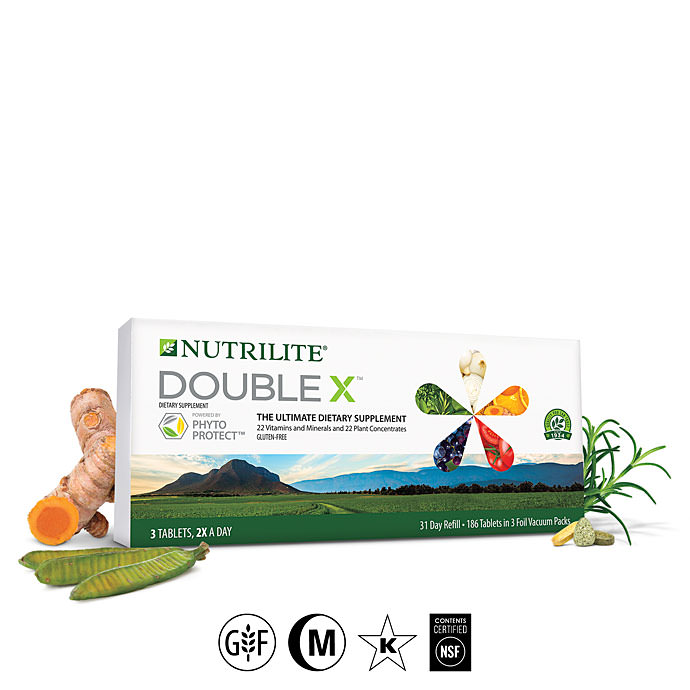 NUTRILITE®
DOUBLE X™
DIETARY SUPPLEMENT
POWERED BY
PHYTO
PROTECT™
THE ULTIMATE DIETARY SUPPLEMENT
22 Vitamins and Minerals and 22 Plant Concentrates
GLUTEN-FREE
1934
3 TABLETS, 2X A DAY
31 Day Refill • 186 Tablets in 3 Foil Vacuum Packs
GF
M
K
CONTENTS
CERTIFIED
NSF